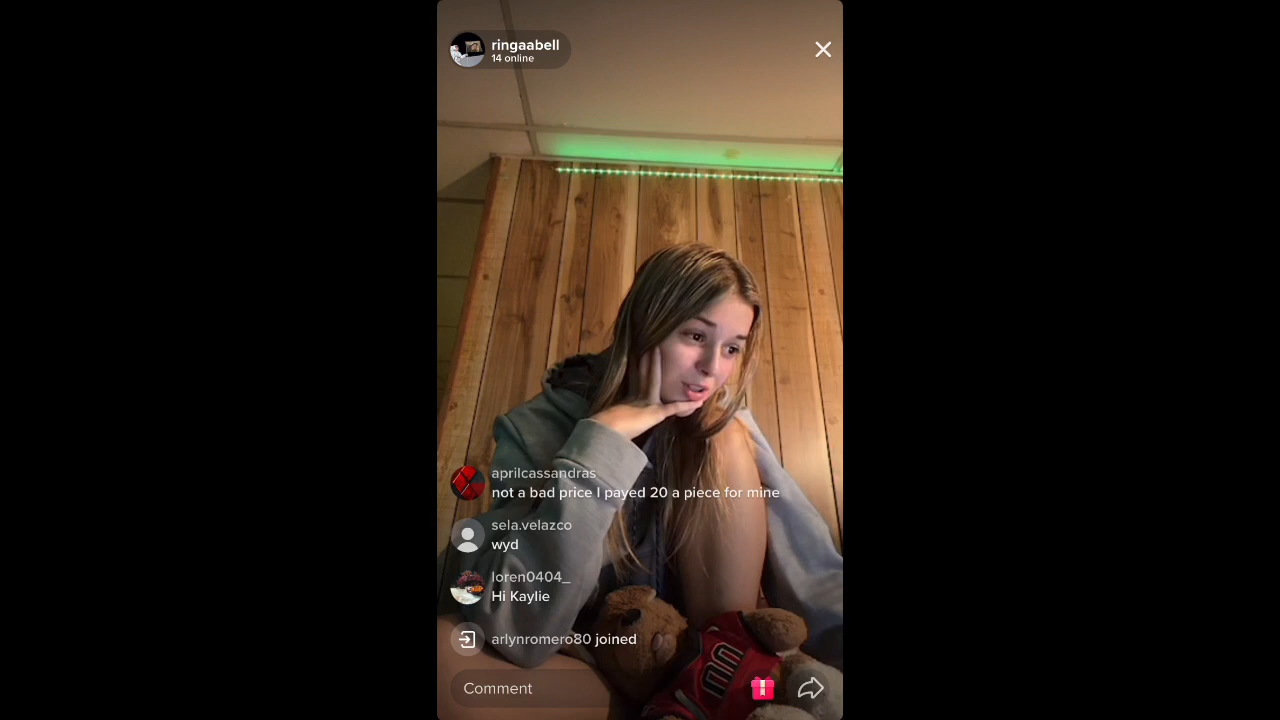 ringaabell
14 online
aprilcassandras
not a bad price I payed 20 a piece for mine
sela.velazco
wyd
loren0404_
Hi Kaylie
arlynromero80 joined
Comment